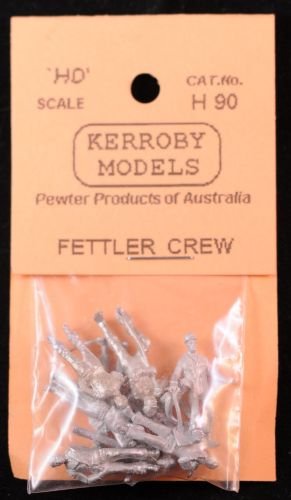 'HO'
SCALE
CAT.No.
H 90
KERROBY
MODELS
Pewter Products of Australia
FETTLER CREW